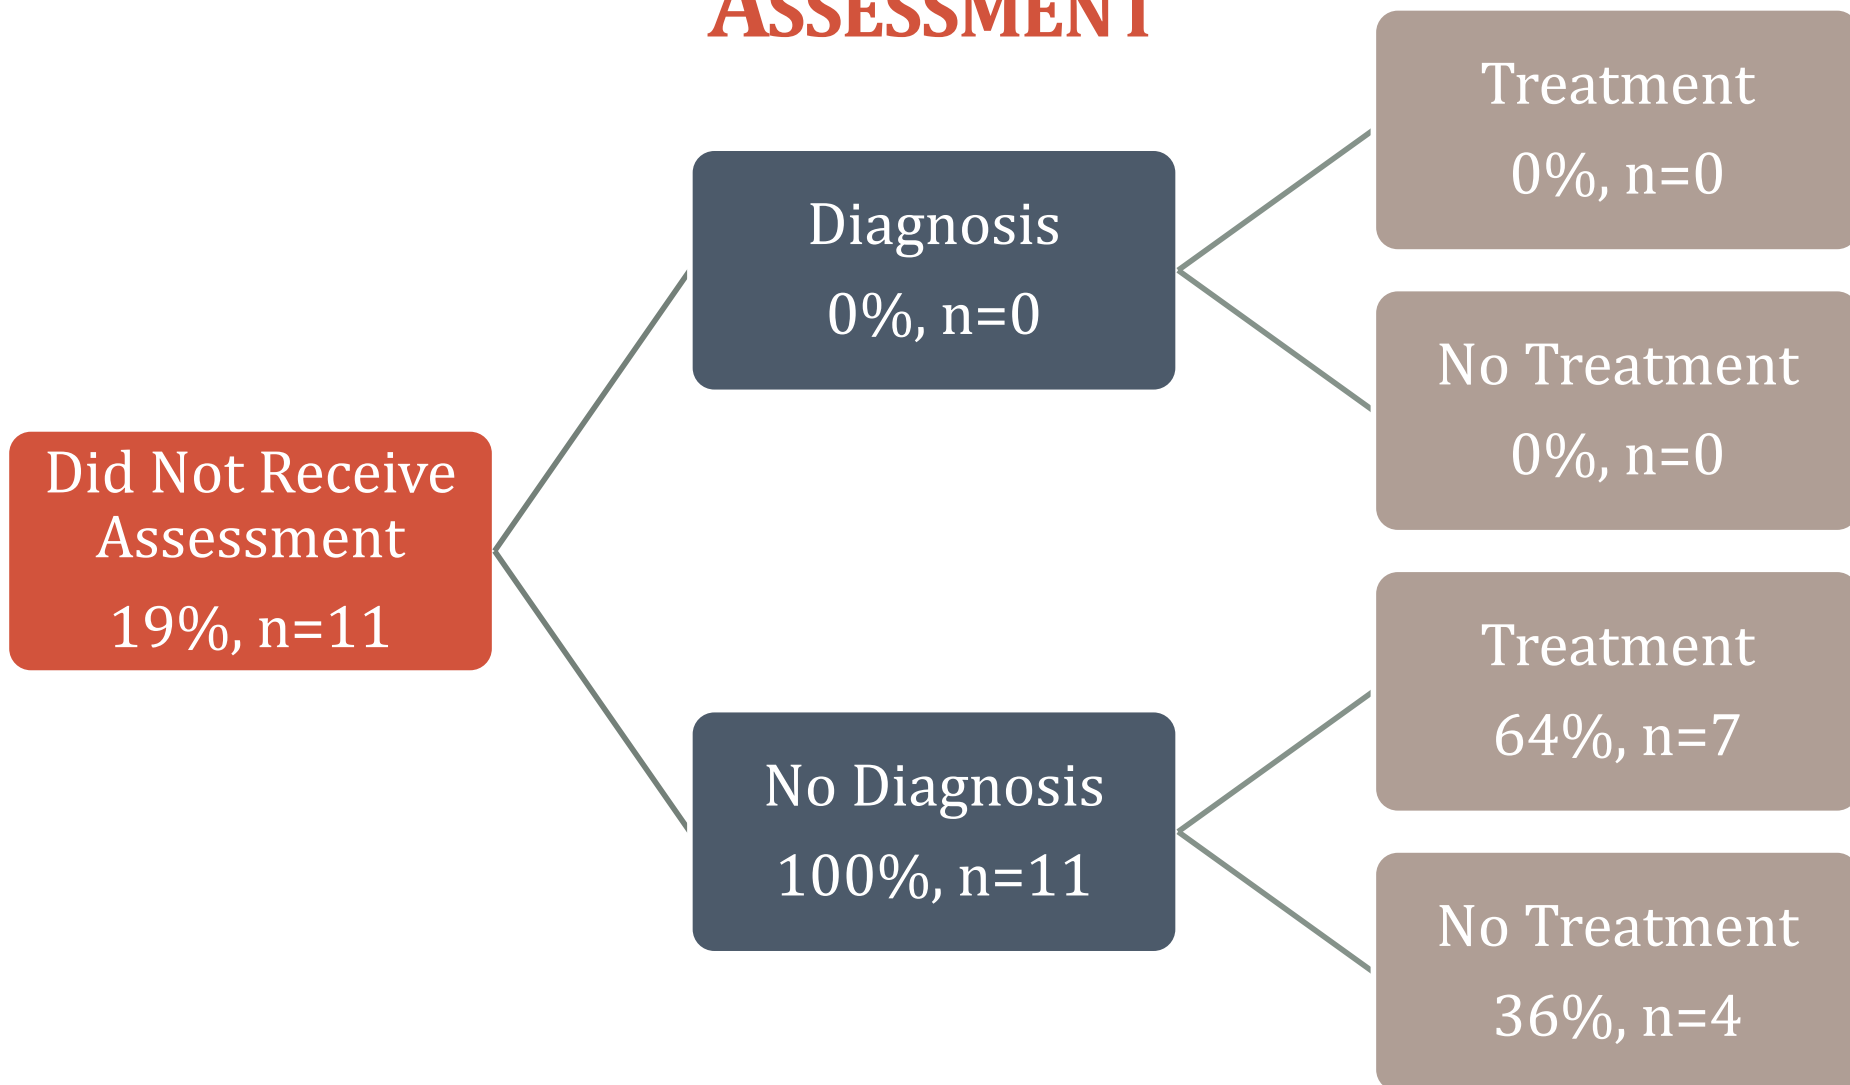 ASSESSMENT
Treatment
0%, n=0
Diagnosis
0%, n=0
No Treatment
0%, n=0
Did Not Receive
Assessment
19%, n=11
Treatment
64%, n=7
No Diagnosis
100%, n=11
No Treatment
36%, n=4